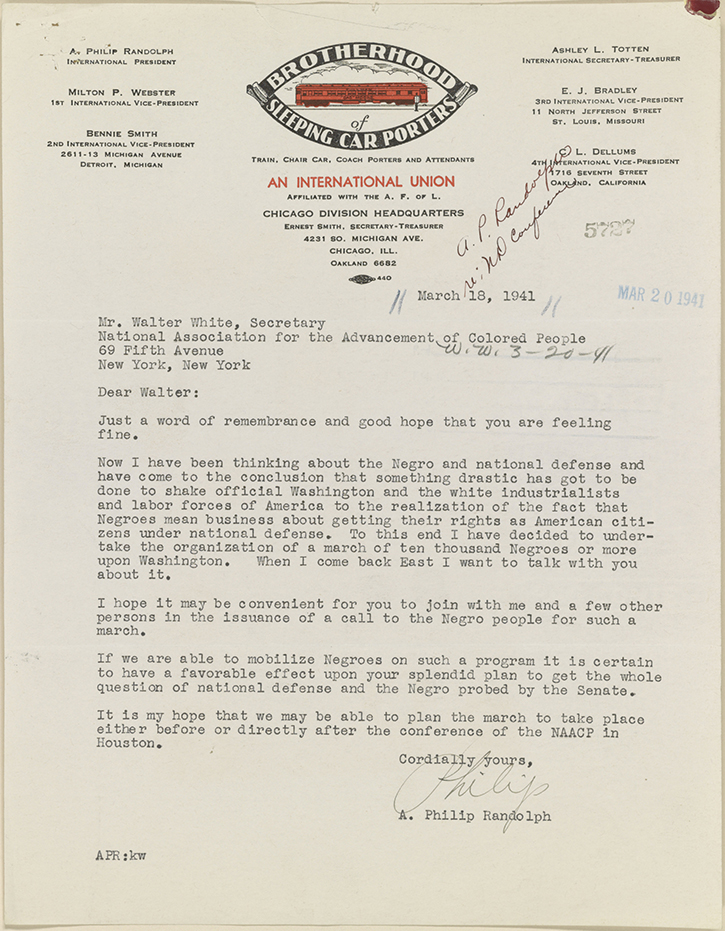 A. Philip Randolph
International President
Milton P. Webster
1st International Vice-President
Bennie Smith
2nd International Vice-President
2611-13 Michigan Avenue
Detroit, Michigan
BROTHERHOOD
of
SLEEPING CAR PORTERS
Train, Chair Car, Coach Porters and Attendants
AN INTERNATIONAL UNION
Affiliated with the A. F. of L.
CHICAGO DIVISION HEADQUARTERS
Ernest Smith, Secretary-Treasurer
4231 So. Michigan Ave.
Chicago, Ill.
Oakland 6682
440
Ashley L. Totten
International Secretary-Treasurer
E. J. Bradley
3rd International Vice-President
11 North Jefferson Street
St. Louis, Missouri
C. L. Dellums
4th International Vice-President
1716 Seventh Street
Oakland, California
A. P. Randolph
re: ND Conference
5727
March 18, 1941
MAR 20 1941
Mr. Walter White, Secretary
National Association for the Advancement of Colored People
69 Fifth Avenue
W. W. 3-20-41
New York, New York
Dear Walter:
Just a word of remembrance and good hope that you are feeling
fine.
Now I have been thinking about the Negro and national defense and
have come to the conclusion that something drastic has got to be
done to shake official Washington and the white industrialists
and labor forces of America to the realization of the fact that
Negroes mean business about getting their rights as American citi-
zens under national defense. To this end I have decided to under-
take the organization of a march of ten thousand Negroes or more
upon Washington. When I come back East I want to talk with you
about it.
I hope it may be convenient for you to join with me and a few other
persons in the issuance of a call to the Negro people for such a
march.
If we are able to mobilize Negroes on such a program it is certain
to have a favorable effect upon your splendid plan to get the whole
question of national defense and the Negro probed by the Senate.
It is my hope that we may be able to plan the march to take place
either before or directly after the conference of the NAACP in
Houston.
Cordially yours,
Philip
A. Philip Randolph
APR:kw